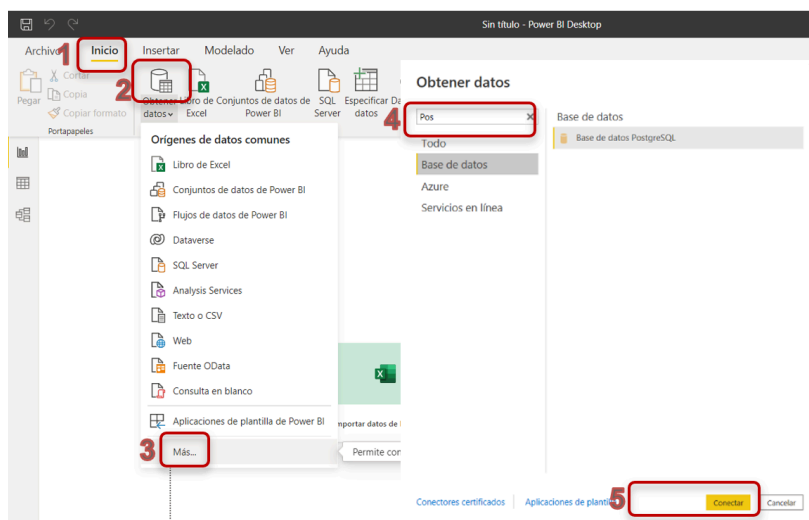 Sin título - Power BI Desktop
Archivo Inicio Insertar Modelado Ver Ayuda
1
2
Pegar
Cortar
Copia
Copiar formato
Portapapeles
Obtener datos
Libro de Excel
Conjuntos de datos de Power BI
SQL Server
Especificar datos
Da
Orígenes de datos comunes
Libro de Excel
Conjuntos de datos de Power BI
Flujos de datos de Power BI
Dataverse
SQL Server
Analysis Services
Texto o CSV
Web
Fuente OData
Consulta en blanco
Aplicaciones de plantilla de Power BI
3
Más...
mportar datos de
Permite con
Obtener datos
4
Pos
Todo
Base de datos
Azure
Servicios en línea
Base de datos
Base de datos PostgreSQL
Conectores certificados
Aplicaciones de plantil
5
Conectar
Cancelar